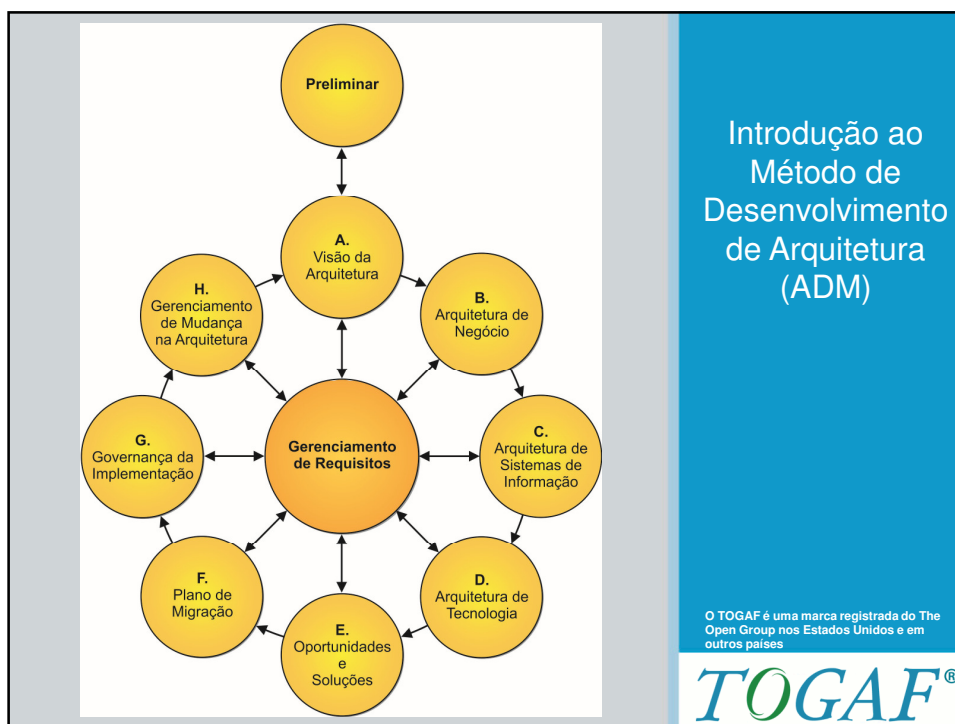 Preliminar
A.
Visão da
Arquitetura
B.
Arquitetura de
Negócio
C.
Arquitetura de
Sistemas de
Informação
D.
Arquitetura de
Tecnologia
E.
Oportunidades
e
Soluções
F.
Plano de
Migração
G.
Governança da
Implementação
H.
Gerenciamento
de Mudança
na Arquitetura
Gerenciamento
de Requisitos
Introdução ao
Método de
Desenvolvimento
de Arquitetura
(ADM)
O TOGAF é uma marca registrada do The
Open Group nos Estados Unidos e em
outros países
TOGAF®